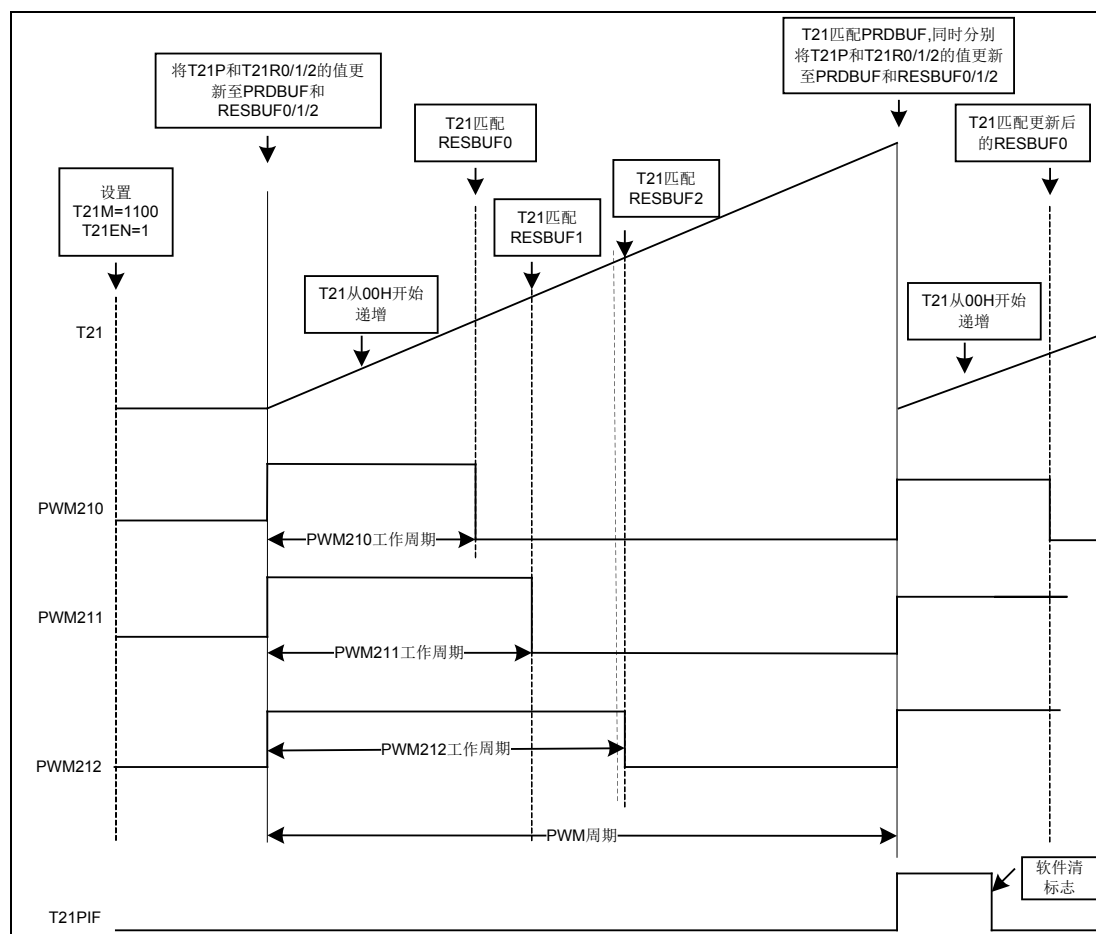 将T21P和T21R0/1/2的值更
新至PRDBUF和
RESBUF0/1/2
T21匹配PRDBUF,同时分别
将T21P和T21R0/1/2的值更新
至PRDBUF和RESBUF0/1/2
T21匹配
RESBUF0
T21匹配更新后
的RESBUF0
设置
T21M=1100
T21EN=1
T21匹配
RESBUF1
T21匹配
RESBUF2
T21从00H开始
递增
T21从00H开始
递增
T21
PWM210
PWM210工作周期
PWM211
PWM211工作周期
PWM212工作周期
PWM212
PWM周期
软件清
标志
T21PIF